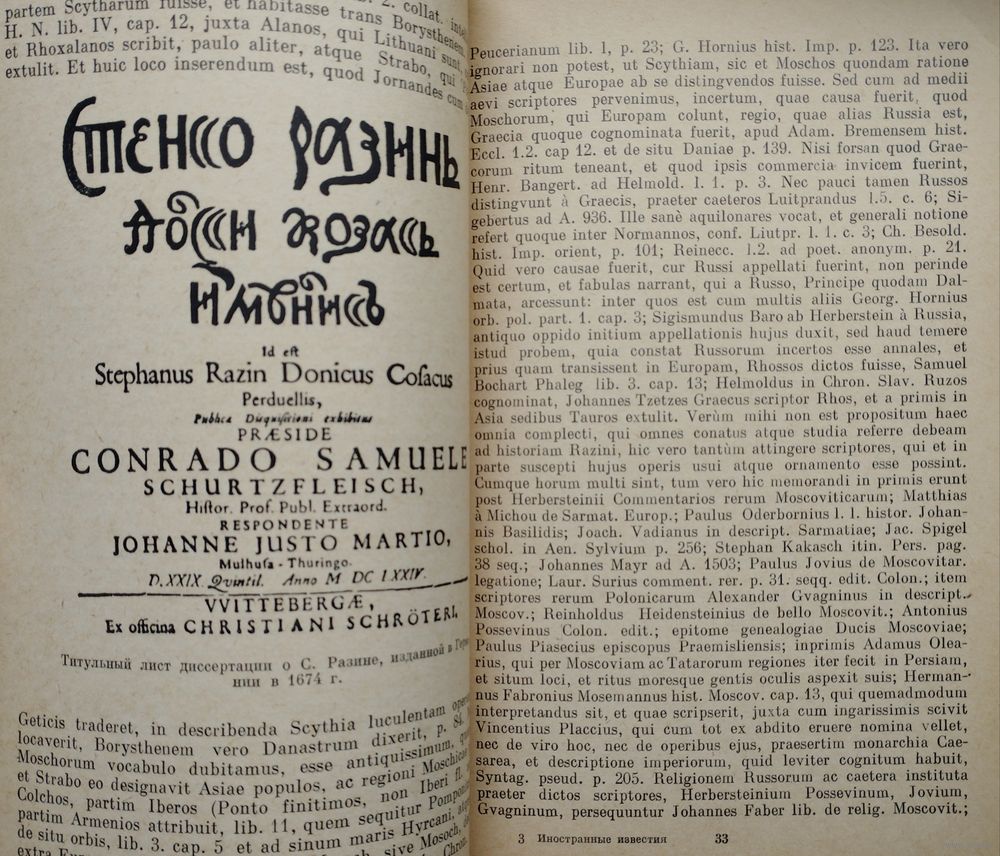 partem Scytharum fuisse, et habitasse trans Borysthenem
H. N. lib. IV, cap. 12, juxta Alanos, qui Lithuani sunt,
et Rhoxalanos scribit, paulo aliter, atque Strabo, qui
extulit. Et huic loco inserendum est, quod Jornandes cum
Id est
Stephanus Razin Donicus Cosacus
Perduellis,
Publica Disquisitioni exhibitus
PRÆSIDE
CONRADO SAMUELE
SCHURTZFLEISCH,
Histor. Prof. Publ. Extraord.
RESPONDENTE
JOHANNE JUSTO MARTIO,
Mulhusa-Thuringo.
D. XXIX. Quintil. Anno M DC LXXIV.
VVITTEBERGÆ,
Ex officina CHRISTIANI SCHRÖTERI.
Титульный лист диссертации о С. Разине, изданной в
нии в 1674 г.
Geticis traderet, in describenda Scythia luculentam
locaverit, Borysthenem vero Danastrum dixerit, p. 84.
Moschorum vocabulo dubitamus, esse antiquissimum,
et Strabo eo designavit Asiae populos, ac regioni
Colchos, partim Iberos (Ponto finitimos, non Iberi fl.
partim Armenios attribuit, lib. 11, quem sequitur
de situ orbis, lib. 3. cap. 5 et ad sinum maris Hyrcani,
sive Mosoch,
Peucerianum lib. l, p. 23; G. Hornius hist. Imp. p. 123. Ita vero
ignorari non potest, ut Scythiam, sic et Moschos quondam ratione
Asiae atque Europae ab se distingvendos fuisse. Sed cum ad medii
aevi scriptores pervenimus, incertum, quae causa fuerit, quod
Moschorum, qui Europam colunt, regio, quae alias Russia est,
Graecia quoque cognominata fuerit, apud Adam. Bremensem hist.
Eccl. 1.2. cap 12. et de situ Daniae p. 139. Nisi forsan quod Grae-
corum ritum teneant, et quod ipsis commercia invicem fuerint,
Henr. Bangert. ad Helmold. l. 1. p. 3. Nec pauci tamen Russos
distingvunt à Graecis, praeter caeteros Luitprandus l.5. c. 6; Si-
gebertus ad A. 936. Ille sanè aquilonares vocat, et generali notione
refert quoque inter Normannos, conf. Liutpr. l. 1. c. 3; Ch. Besold.
hist. Imp. orient, p. 101; Reinecc. l.2. ad poet. anonym. p. 21.
Quid vero causae fuerit, cur Russi appellati fuerint, non perinde
est certum, et fabulas narrant, qui a Russo, Principe quodam Dal-
mata, arcessunt: inter quos est cum multis aliis Georg. Hornius
orb. pol. part. 1. cap. 3; Sigismundus Baro ab Herberstein à Russia,
antiquo oppido initium appellationis hujus duxit, sed haud temere
istud probem, quia constat Russorum incertos esse annales, et
prius quam transissent in Europam, Rhossos dictos fuisse, Samuel
Bochart Phaleg lib. 3. cap. 13; Helmoldus in Chron. Slav. Ruzos
cognominat, Johannes Tzetzes Graecus scriptor Rhos, et a primis in
Asia sedibus Tauros extulit. Verùm mihi non est propositum haec
omnia complecti, qui omnes conatus atque studia referre debeam
ad historiam Razini, hic vero tantùm attingere scriptores, qui et in
parte suscepti hujus operis usui atque ornamento esse possint.
Cumque horum multi sint, tum vero hic memorandi in primis erunt
post Herbersteinii Commentarios rerum Moscoviticarum; Matthias
à Michou de Sarmat. Europ.; Paulus Oderbornius l. l. histor. Johan-
nis Basilidis; Joach. Vadianus in descript. Sarmatiae; Jac. Spigel
schol. in Aen. Sylvium p. 256; Stephan Kakasch itin. Pers. pag.
38 seq.; Johannes Mayr ad A. 1503; Paulus Jovius de Moscovitar.
legatione; Laur. Surius comment. rer. p. 31. seqq. edit. Colon.; item
scriptores rerum Polonicarum Alexander Gvagninus in descript.
Moscov.; Reinholdus Heidensteinius de bello Moscovit.; Antonius
Possevinus Colon. edit.; epitome genealogiae Ducis Moscoviae;
Paulus Piasecius episcopus Praemisliensis; inprimis Adamus Olea-
rius, qui per Moscoviam ac Tatarorum regiones iter fecit in Persiam,
et situm loci, et ritus moresque gentis oculis aspexit suis; Herman-
nus Fabronius Mosemannus hist. Moscov. cap. 13, qui quemadmodum
interpretandus sit, et quae scripserit, juxta cum ingarissimis scivit
Vincentius Placcius, qui cum tot ex abdito eruere nomina vellet,
nec de viro hoc, nec de operibus ejus, praesertim monarchia Cae-
sarea, et descriptione imperiorum, quid leviter cognitum habuit,
Syntag. pseud. p. 205. Religionem Russorum ac caetera instituta
praeter dictos scriptores, Herbersteinium Possevinum, Jovium,
Gvagninum, persequuntur Johannes Faber lib. de relig. Moscovit.;
3 Иностранные известия 33